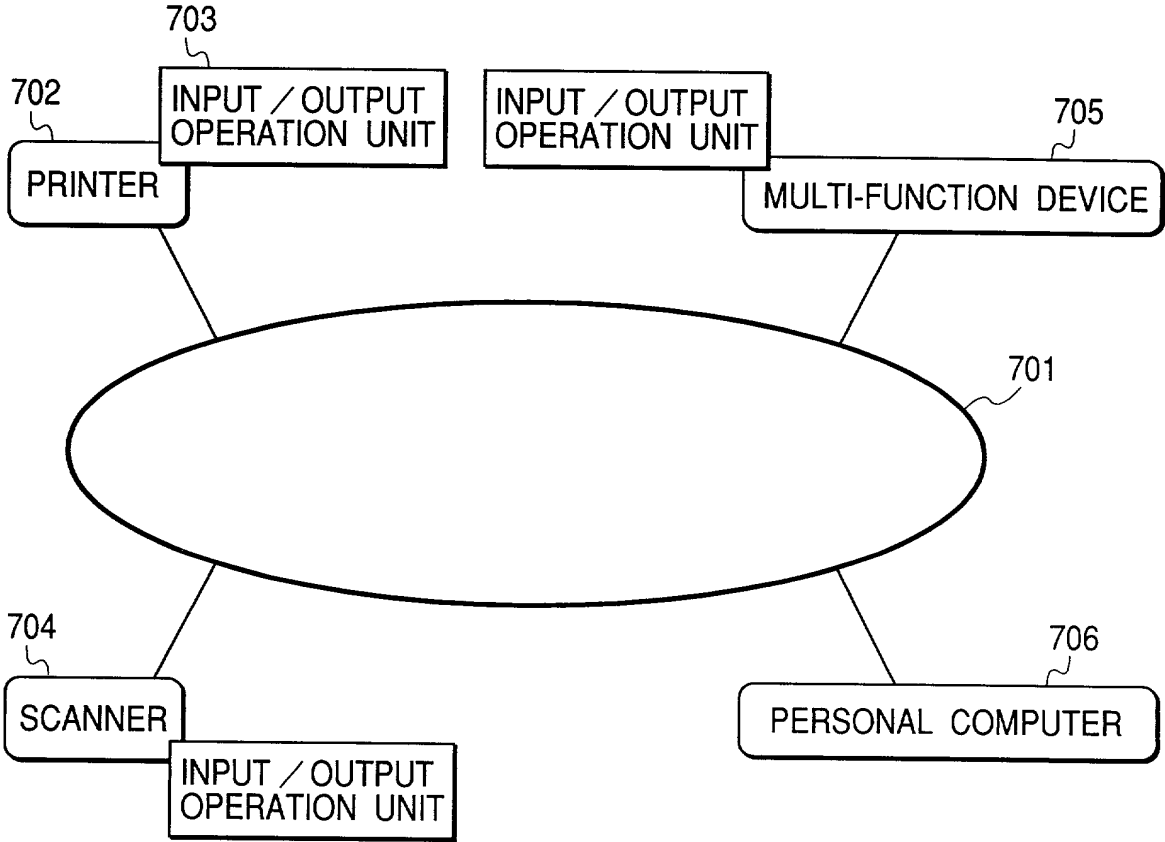 703
702
INPUT / OUTPUT
OPERATION UNIT
INPUT / OUTPUT
OPERATION UNIT
705
PRINTER
MULTI-FUNCTION DEVICE
701
704
706
SCANNER
PERSONAL COMPUTER
INPUT / OUTPUT
OPERATION UNIT